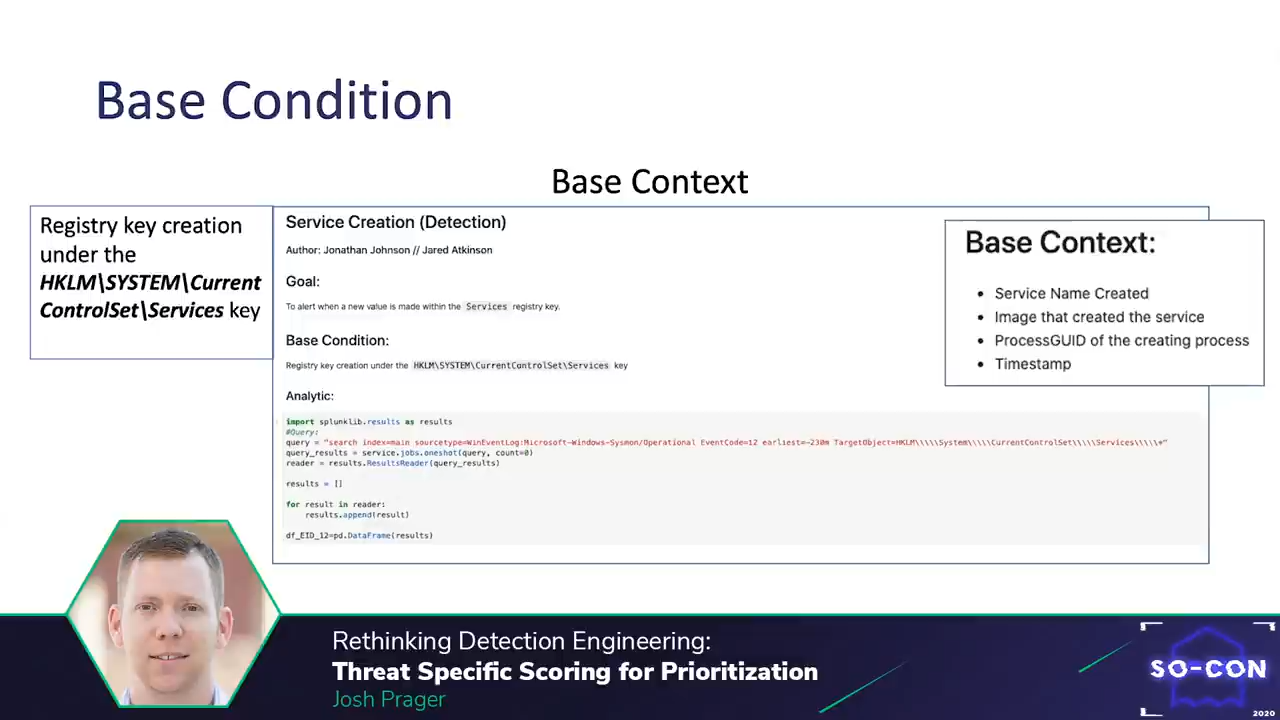 Base Condition
Base Context
Registry key creation
under the
HKLM\SYSTEM\Current
ControlSet\Services key
Service Creation (Detection)
Author: Jonathan Johnson // Jared Atkinson
Goal:
To alert when a new value is made within the Services registry key.
Base Condition:
Registry key creation under the HKLM\SYSTEM\CurrentControlSet\Services key
Analytic:
import splunklib.results as results
#Query:
query = "search index=main sourcetype=WinEventLog:Microsoft-Windows-Sysmon/Operational EventCode=12 earliest=-230m TargetObject=HKLM\\\\\System\\\\\CurrentControlSet\\\\\Services\\\\\*"
query_results = service.jobs.oneshot(query, count=0)
reader = results.ResultsReader(query_results)
results = []
for result in reader:
results.append(result)
df_EID_12=pd.DataFrame(results)
Base Context:
• Service Name Created
• Image that created the service
• ProcessGUID of the creating process
• Timestamp
Rethinking Detection Engineering:
Threat Specific Scoring for Prioritization
Josh Prager
SO-CON
2020